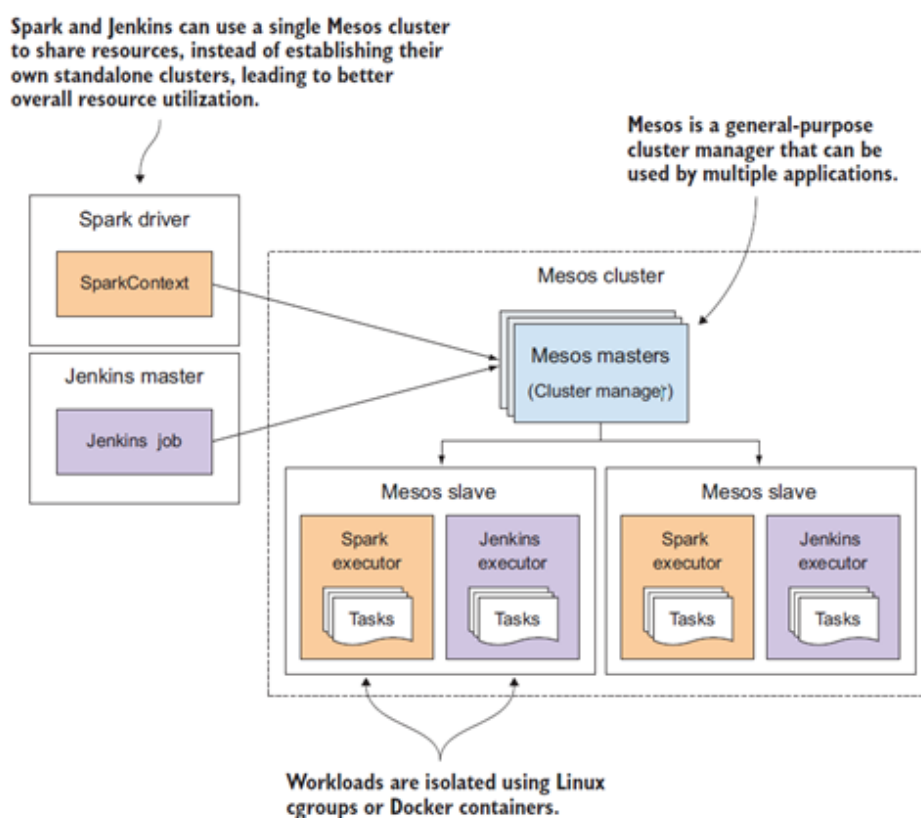 Spark and Jenkins can use a single Mesos cluster
to share resources, instead of establishing their
own standalone clusters, leading to better
overall resource utilization.
Mesos is a general-purpose
cluster manager that can be
used by multiple applications.
Spark driver
SparkContext
Jenkins master
Jenkins job
Mesos cluster
Mesos masters
(Cluster manager)
Mesos slave
Spark
executor
Tasks
Jenkins
executor
Tasks
Mesos slave
Spark
executor
Tasks
Jenkins
executor
Tasks
Workloads are isolated using Linux
cgroups or Docker containers.